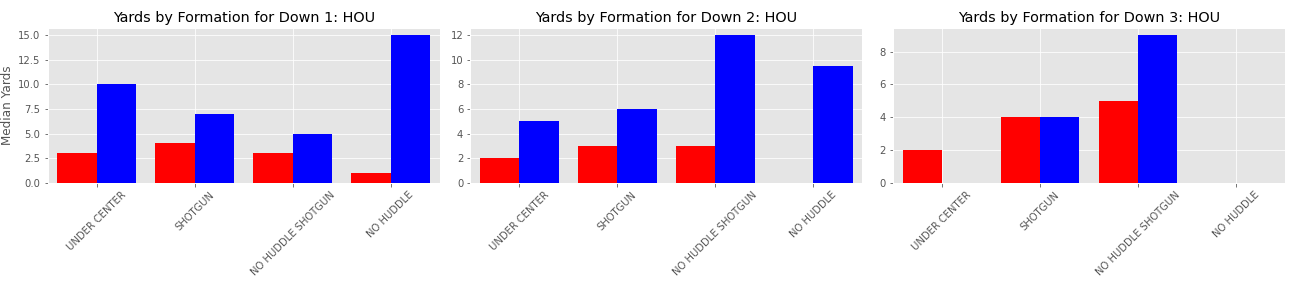 Yards by Formation for Down 1: HOU
Median Yards
15.0
12.5
10.0
7.5
5.0
2.5
0.0
UNDER CENTER
SHOTGUN
NO HUDDLE SHOTGUN
NO HUDDLE
Yards by Formation for Down 2: HOU
12
10
8
6
4
2
0
UNDER CENTER
SHOTGUN
NO HUDDLE SHOTGUN
NO HUDDLE
Yards by Formation for Down 3: HOU
8
6
4
2
0
UNDER CENTER
SHOTGUN
NO HUDDLE SHOTGUN
NO HUDDLE